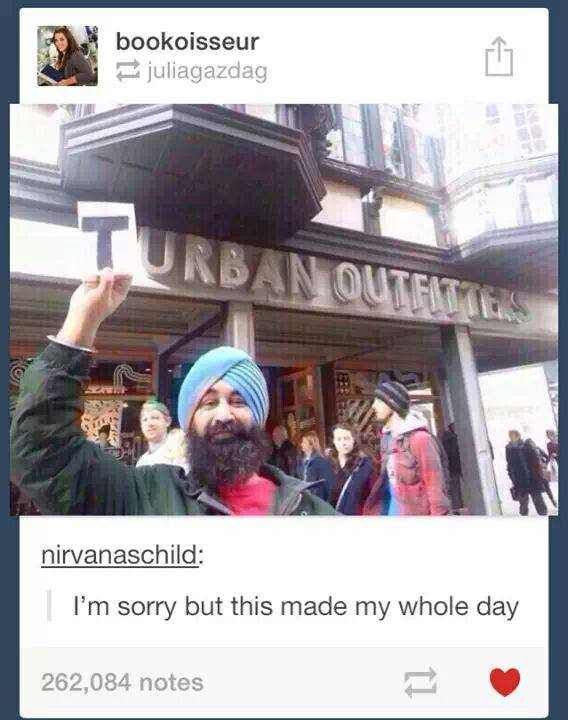 bookoisseur
juliagazdag
T URBAN OUTFITTERS
nirvanaschild:
I'm sorry but this made my whole day
262,084 notes